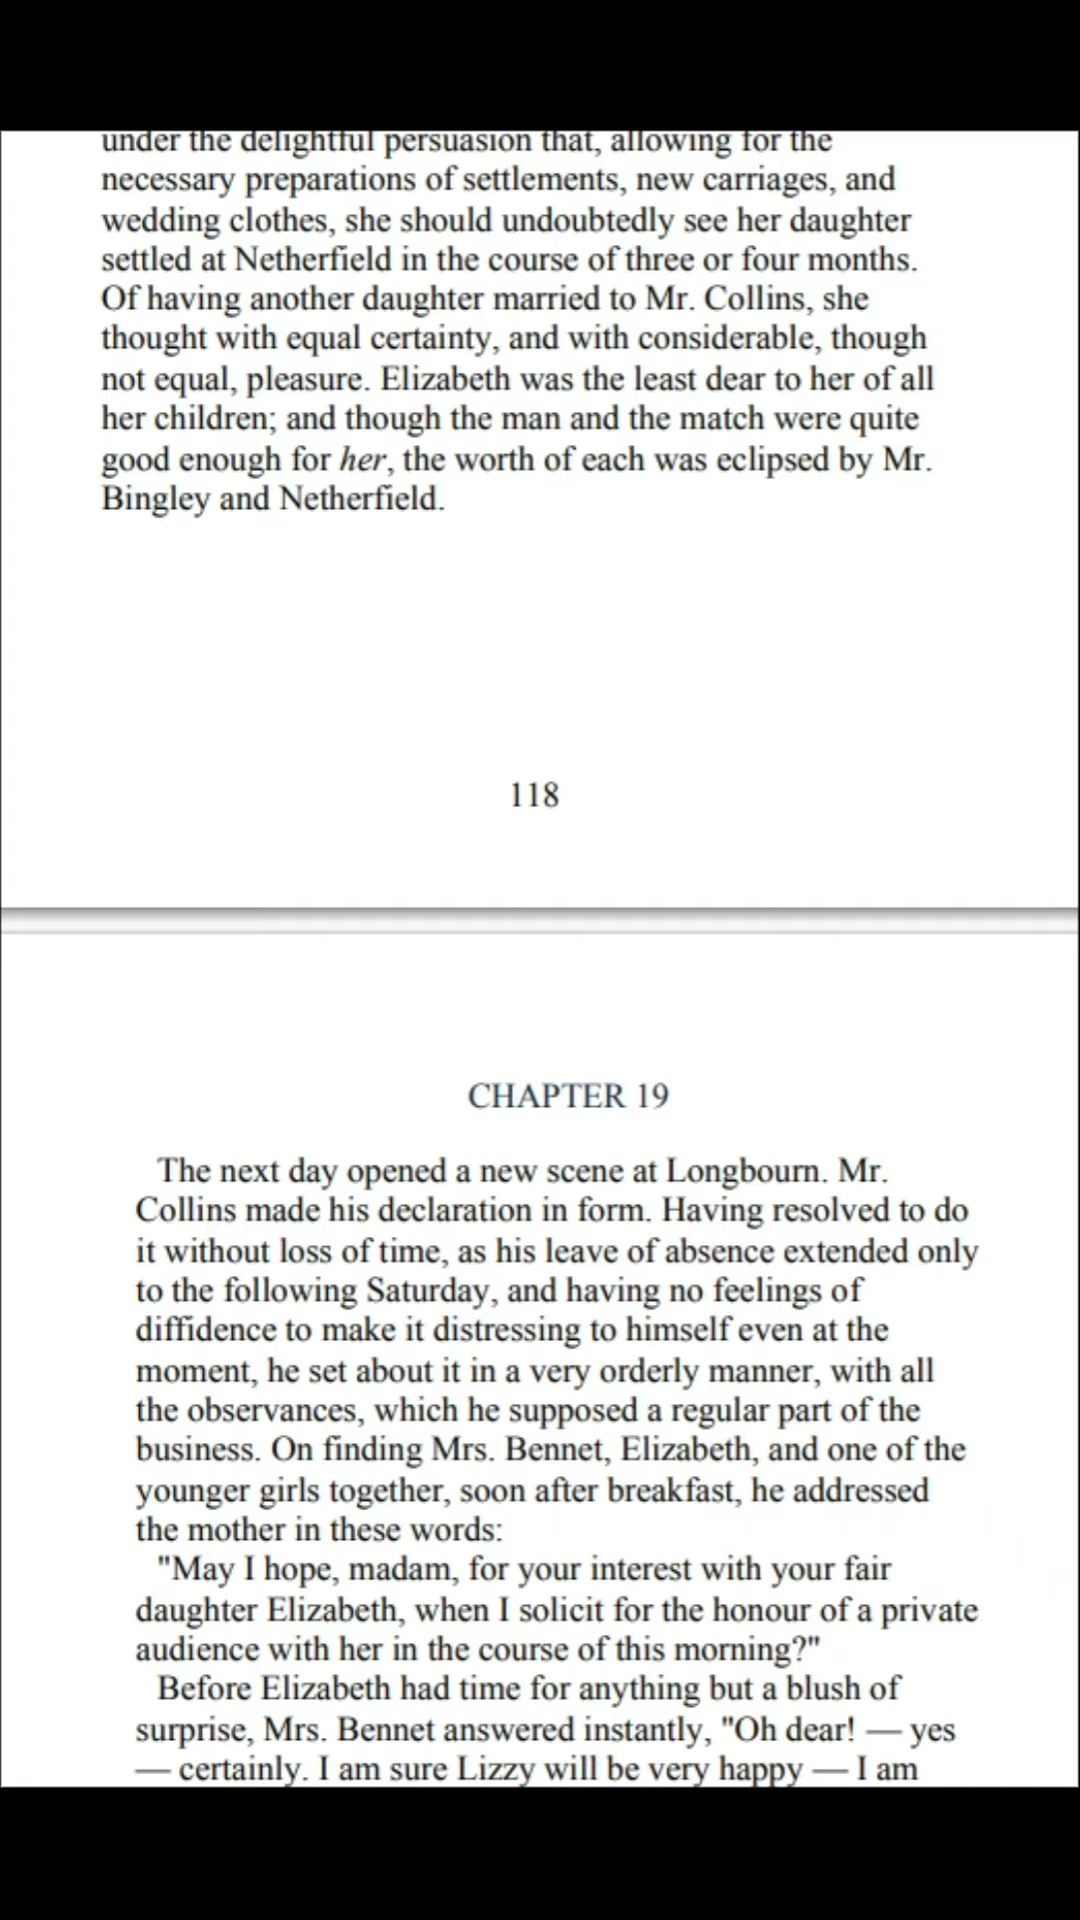 under the delightful persuasion that, allowing for the
necessary preparations of settlements, new carriages, and
wedding clothes, she should undoubtedly see her daughter
settled at Netherfield in the course of three or four months.
Of having another daughter married to Mr. Collins, she
thought with equal certainty, and with considerable, though
not equal, pleasure. Elizabeth was the least dear to her of all
her children; and though the man and the match were quite
good enough for her, the worth of each was eclipsed by Mr.
Bingley and Netherfield.
118
CHAPTER 19
The next day opened a new scene at Longbourn. Mr.
Collins made his declaration in form. Having resolved to do
it without loss of time, as his leave of absence extended only
to the following Saturday, and having no feelings of
diffidence to make it distressing to himself even at the
moment, he set about it in a very orderly manner, with all
the observances, which he supposed a regular part of the
business. On finding Mrs. Bennet, Elizabeth, and one of the
younger girls together, soon after breakfast, he addressed
the mother in these words:
"May I hope, madam, for your interest with your fair
daughter Elizabeth, when I solicit for the honour of a private
audience with her in the course of this morning?"
Before Elizabeth had time for anything but a blush of
surprise, Mrs. Bennet answered instantly, "Oh dear! — yes
— certainly. I am sure Lizzy will be very happy — I am